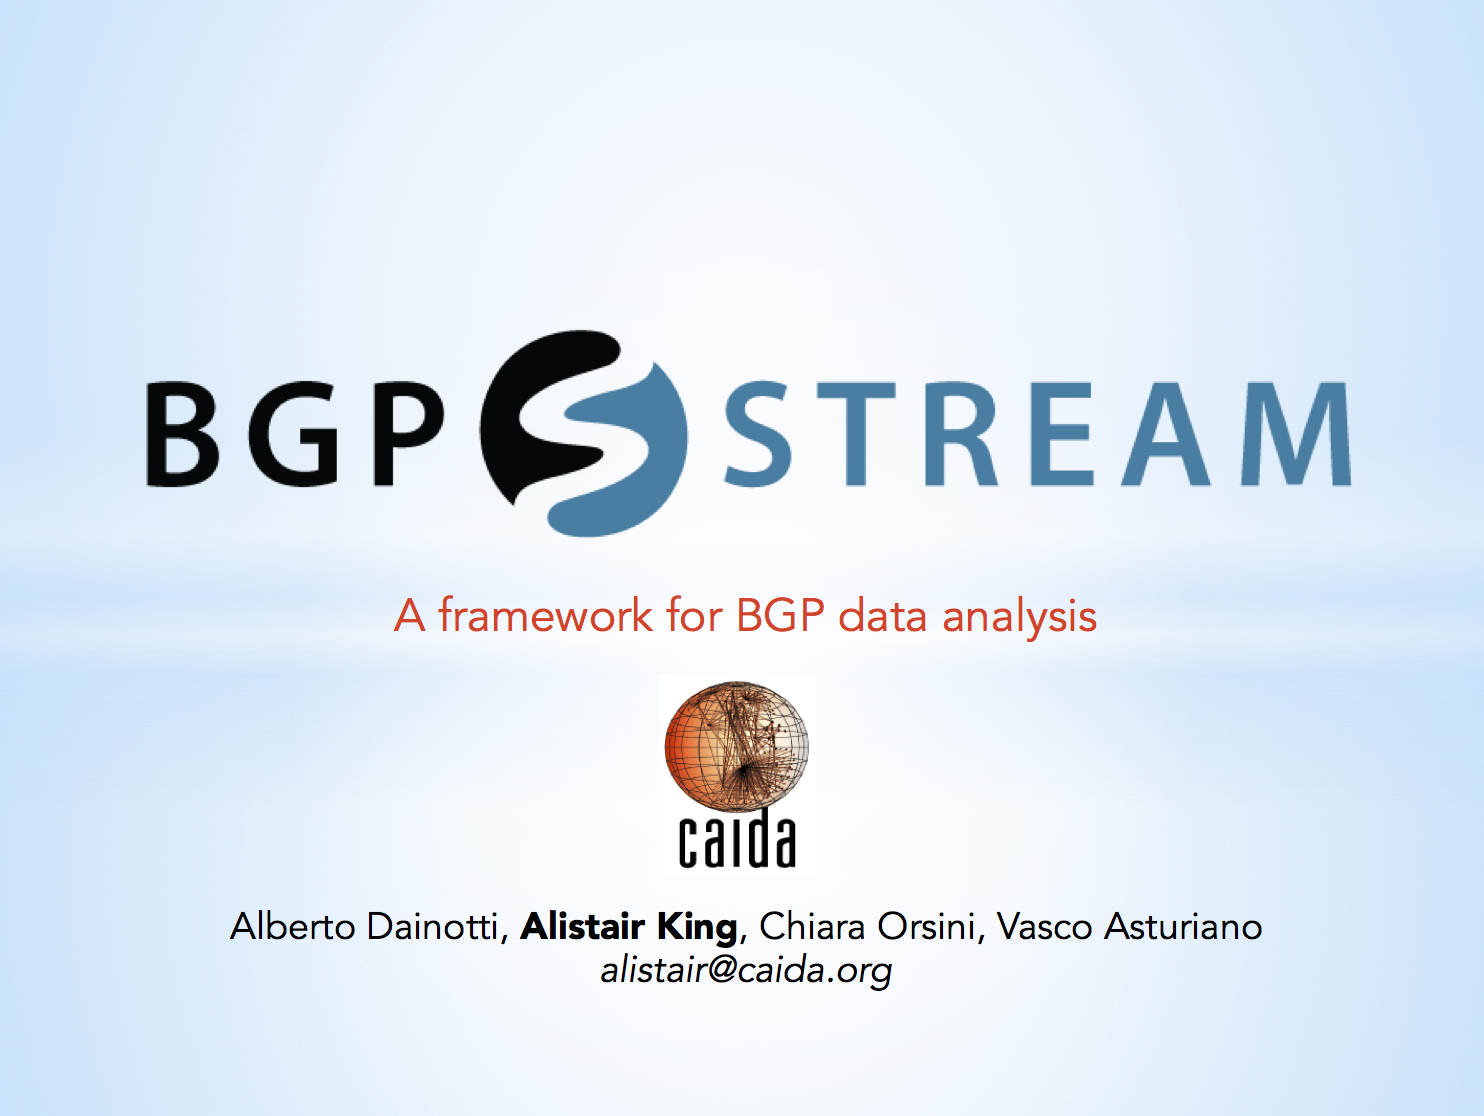 BGP STREAM
A framework for BGP data analysis
caida
Alberto Dainotti, Alistair King, Chiara Orsini, Vasco Asturiano
alistair@caida.org